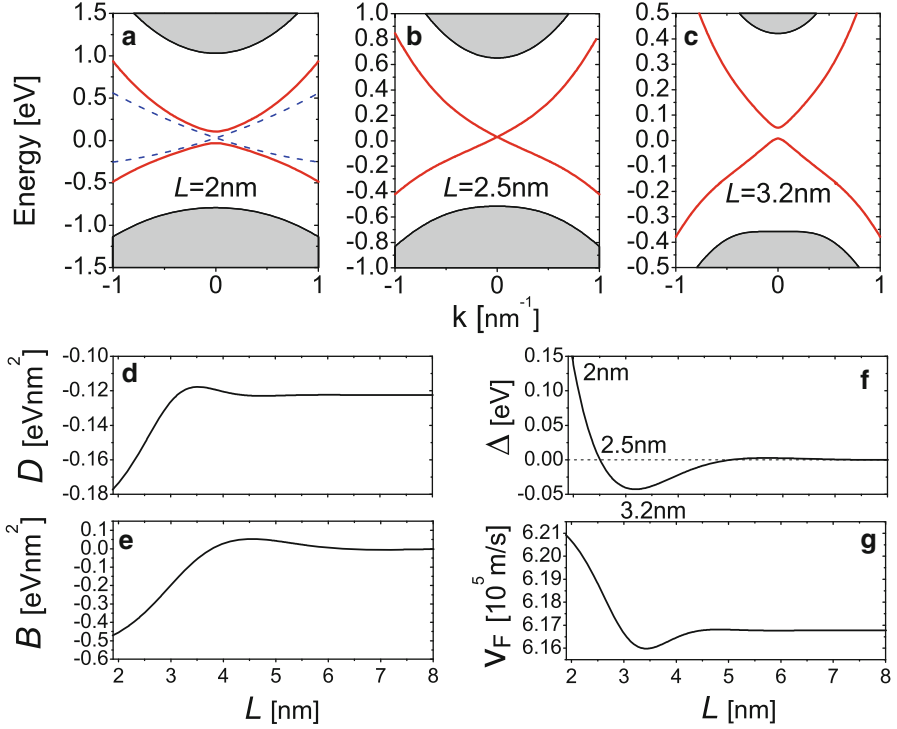 a
b
c
Energy [eV]
1.5
1.0
0.5
0.0
-0.5
-1.0
-1.5
L=2nm
-1 0 1
1.0
0.8
0.6
0.4
0.2
0.0
-0.2
-0.4
-0.6
-0.8
-1.0
L=2.5nm
-1 0 1
0.5
0.4
0.3
0.2
0.1
0.0
-0.1
-0.2
-0.3
-0.4
-0.5
L=3.2nm
-1 0 1
k [nm⁻¹]
d
D [eVnm²]
-0.10
-0.12
-0.16
-0.18
f
Δ [eV]
0.15
0.10
0.05
0.00
-0.05
2nm
2.5nm
3.2nm
e
B [eVnm²]
0.1
0.0
-0.1
-0.2
-0.3
-0.4
-0.5
-0.6
2 3 4 5 6 7 8
L [nm]
g
V_F [10⁵ m/s]
6.21
6.20
6.19
6.18
6.17
6.16
2 3 4 5 6 7 8
L [nm]